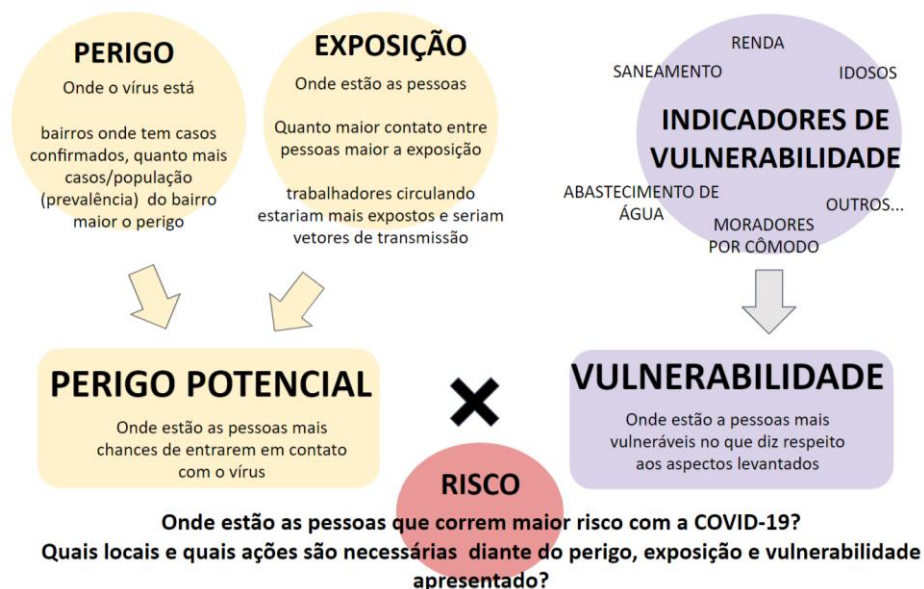 PERIGO
Onde o vírus está
bairros onde tem casos
confirmados, quanto mais
casos/população
(prevalência) do bairro
maior o perigo
EXPOSIÇÃO
Onde estão as pessoas
Quanto maior contato entre
pessoas maior a exposição
trabalhadores circulando
estariam mais expostos e seriam
vetores de transmissão
RENDA
SANEAMENTO
IDOSOS
INDICADORES DE
VULNERABILIDADE
ABASTECIMENTO DE
ÁGUA
OUTROS...
MORADORES
POR CÔMODO
PERIGO POTENCIAL
Onde estão as pessoas mais
chances de entrarem em contato
com o vírus
VULNERABILIDADE
Onde estão a pessoas mais
vulneráveis no que diz respeito
aos aspectos levantados
RISCO
Onde estão as pessoas que correm maior risco com a COVID-19?
Quais locais e quais ações são necessárias diante do perigo, exposição e vulnerabilidade
apresentado?